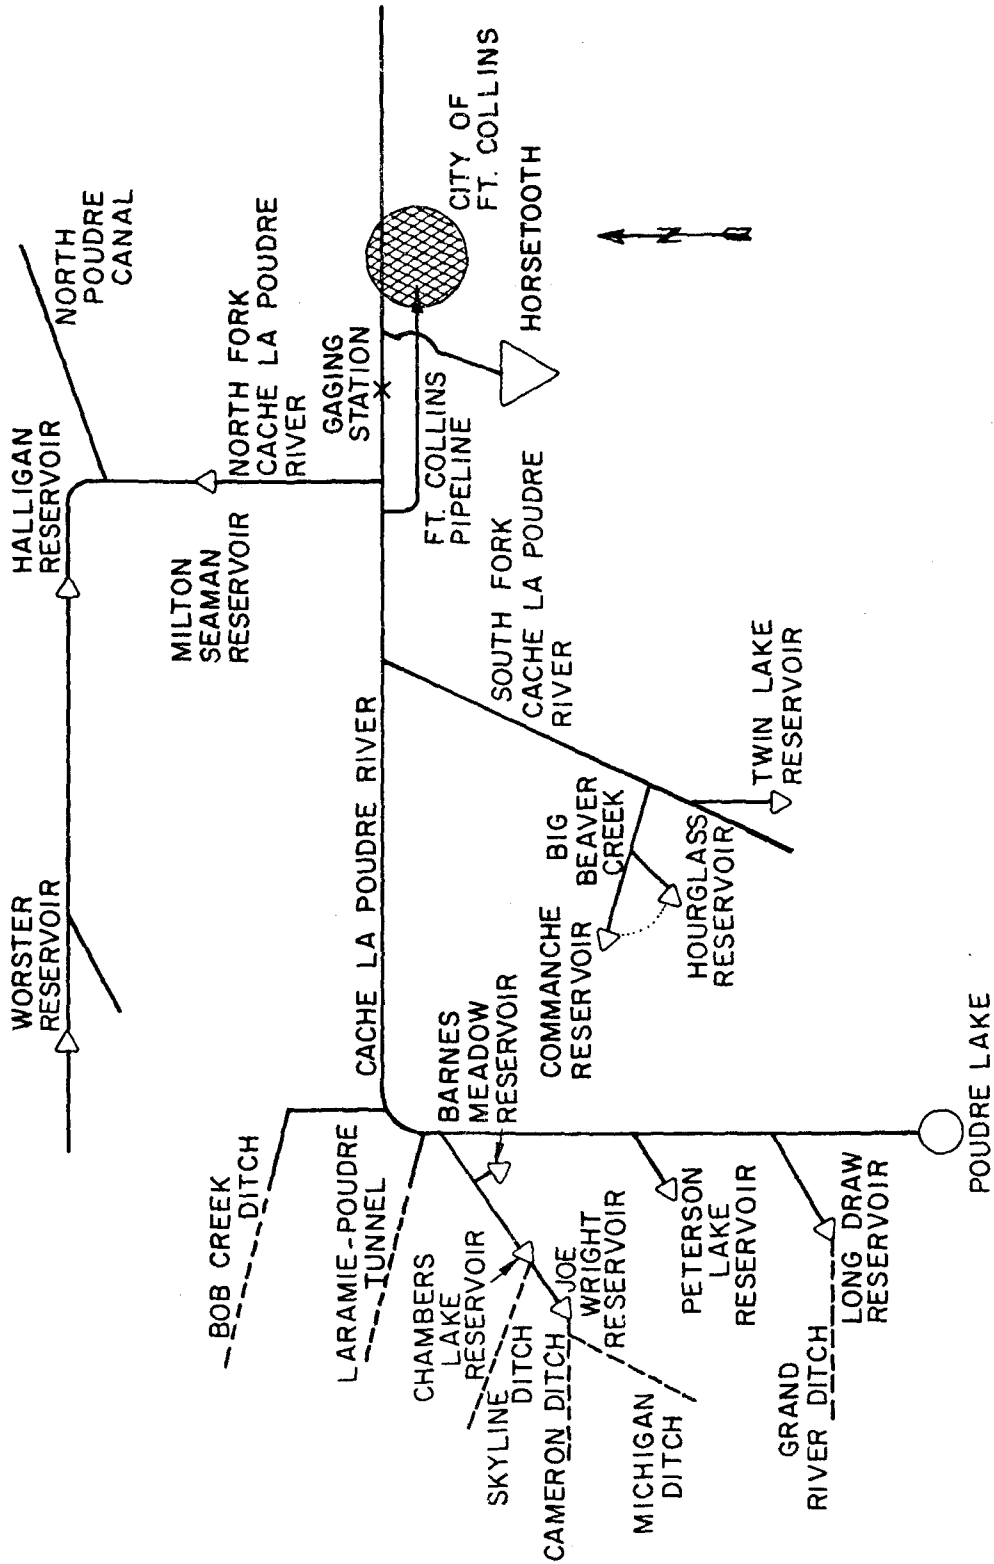 WORSTER
RESERVOIR
HALLIGAN
RESERVOIR
NORTH
POUDRE
CANAL
MILTON
SEAMAN
RESERVOIR
NORTH FORK
CACHE LA POUDRE
RIVER
BOB CREEK
DITCH
LARAMIE-POUDRE
TUNNEL
CACHE LA POUDRE RIVER
GAGING
STATION
FT. COLLINS
PIPELINE
CITY OF
FT. COLLINS
HORSETOOTH
N
SOUTH FORK
CACHE LA POUDRE
RIVER
BARNES
MEADOW
RESERVOIR
CHAMBERS
LAKE
RESERVOIR
SKYLINE
DITCH
CAMERON DITCH
JOE
WRIGHT
RESERVOIR
MICHIGAN
DITCH
COMMANCHE
RESERVOIR
BIG
BEAVER
CREEK
HOURGLASS
RESERVOIR
TWIN LAKE
RESERVOIR
PETERSON
LAKE
RESERVOIR
GRAND
RIVER DITCH
LONG DRAW
RESERVOIR
POUDRE LAKE